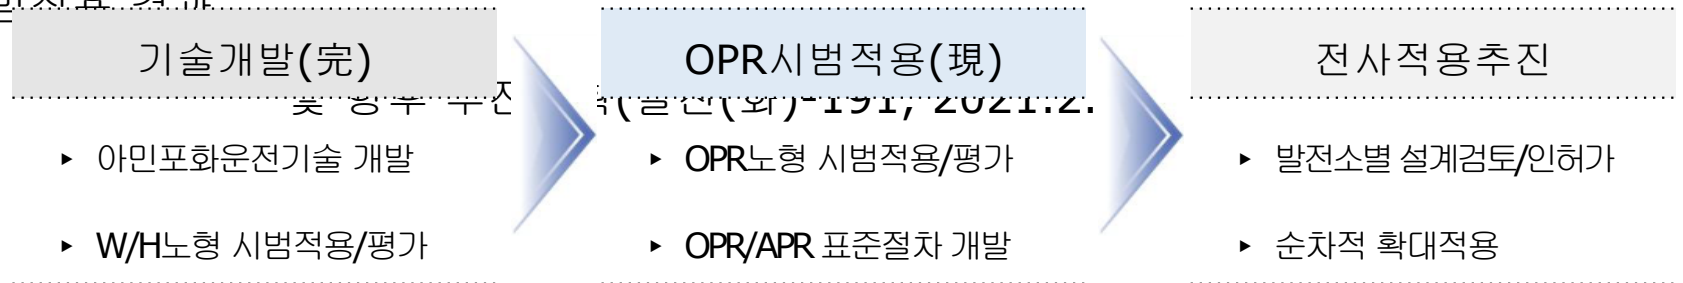 기술개발(完)
▸ 아민포화운전기술 개발
▸ W/H노형 시범적용/평가
OPR시범적용(現)
▸ OPR노형 시범적용/평가
▸ OPR/APR 표준절차 개발
전사적용추진
▸ 발전소별 설계검토/인허가
▸ 순차적 확대적용